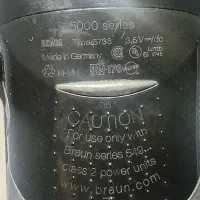 5000 series
Type 5735 3,6V⎓/dc
Made in Germany
NiMH
CAUTION
For use only with
Braun series 549...
class 2 power units
www.braun.com